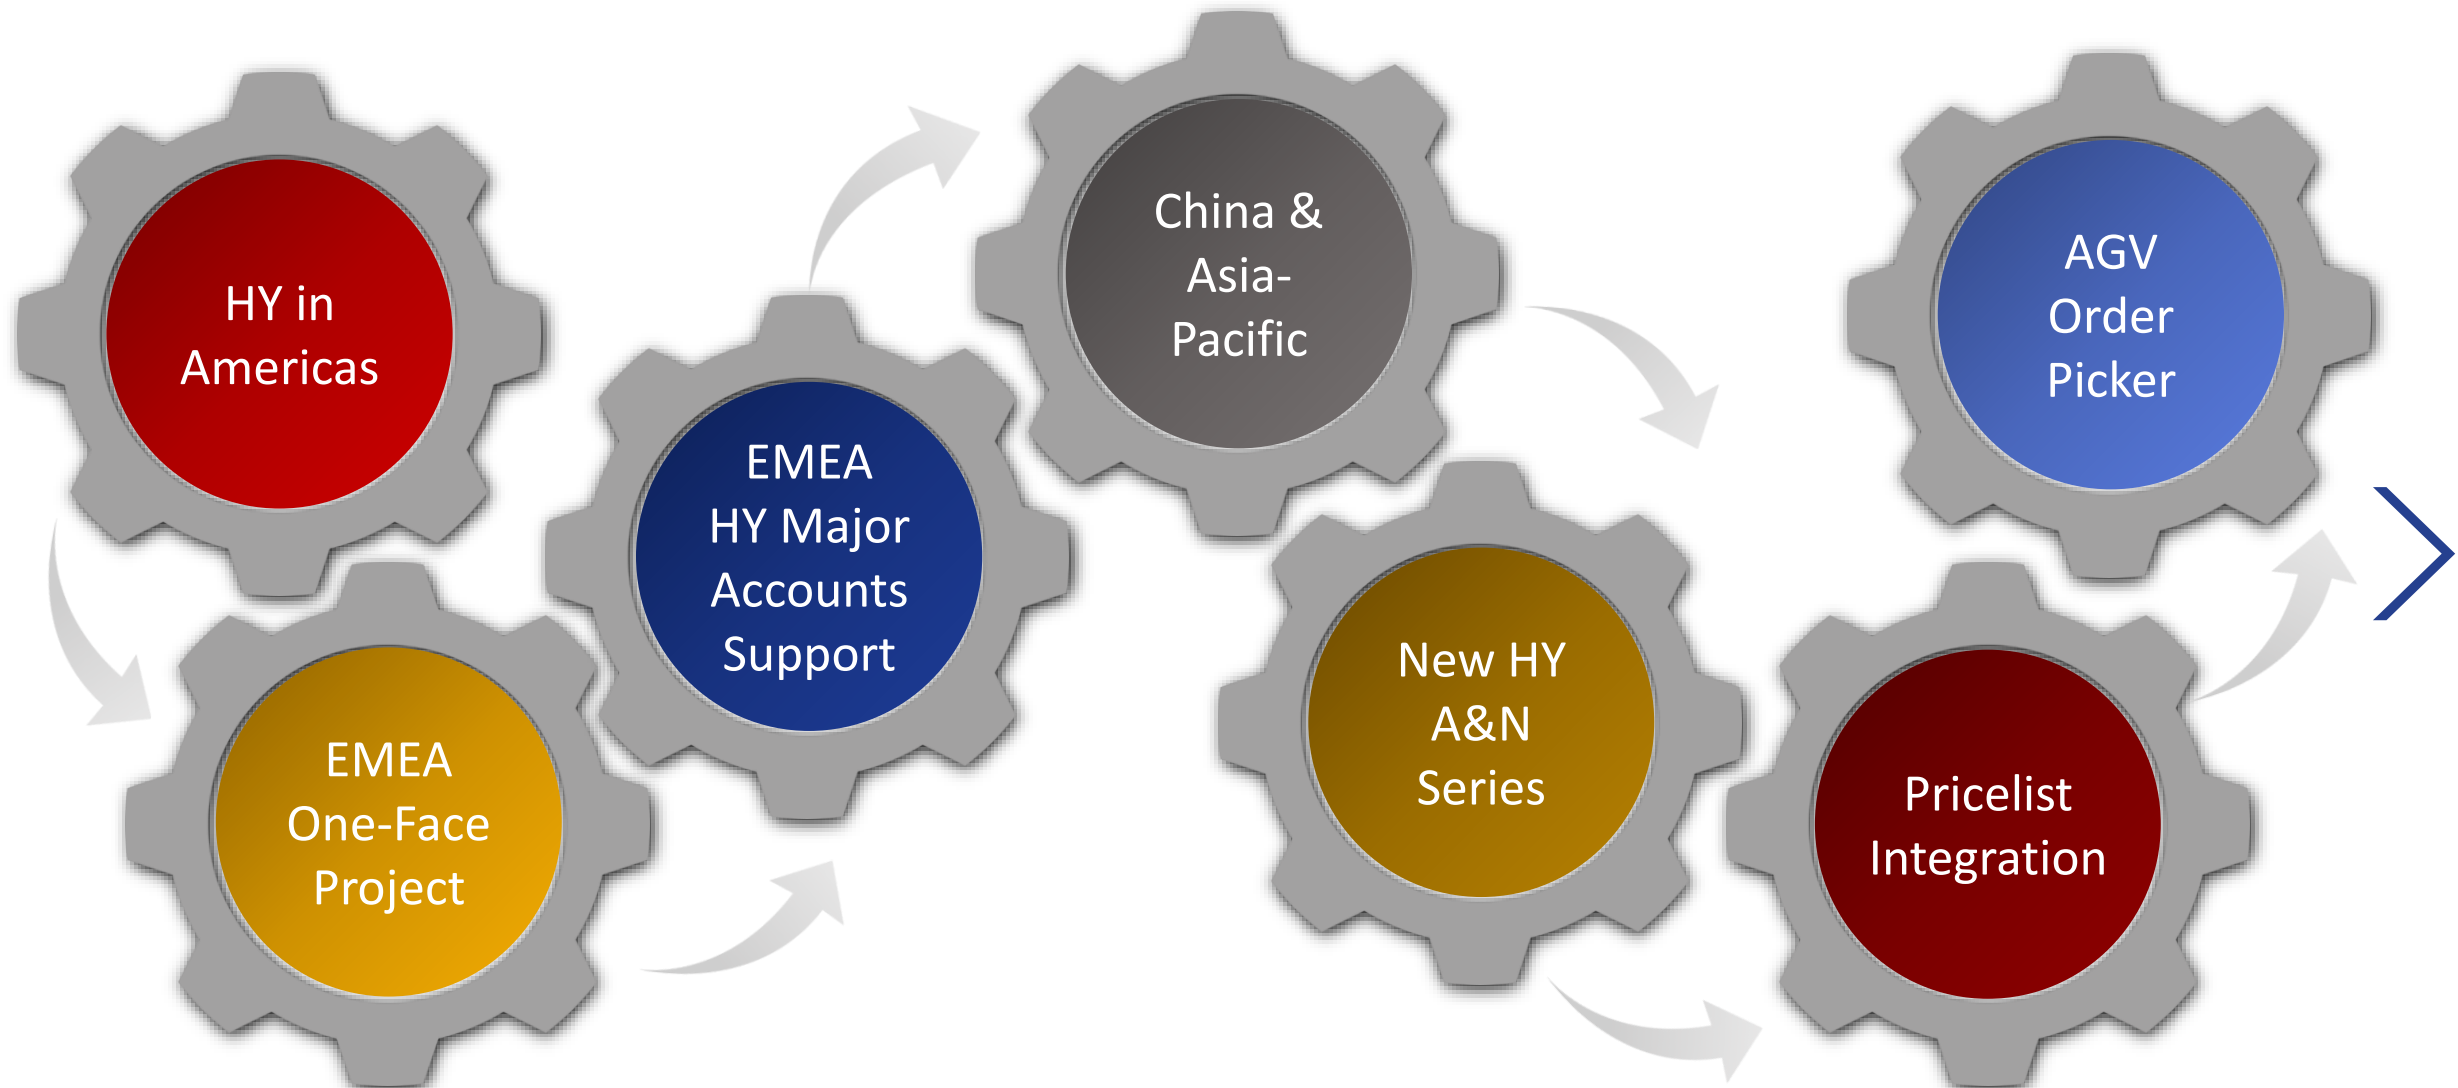 HY in
Americas
EMEA
One-Face
Project
EMEA
HY Major
Accounts
Support
China &
Asia-
Pacific
New HY
A&N
Series
Pricelist
Integration
AGV
Order
Picker